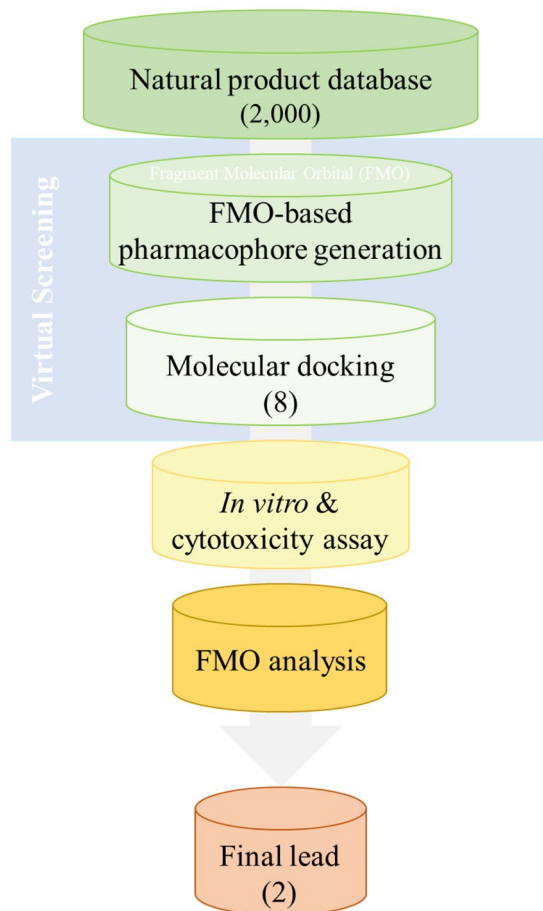 Natural product database
(2,000)
Virtual Screening
Fragment Molecular Orbital (FMO)
FMO-based
pharmacophore generation
Molecular docking
(8)
In vitro &
cytotoxicity assay
FMO analysis
Final lead
(2)